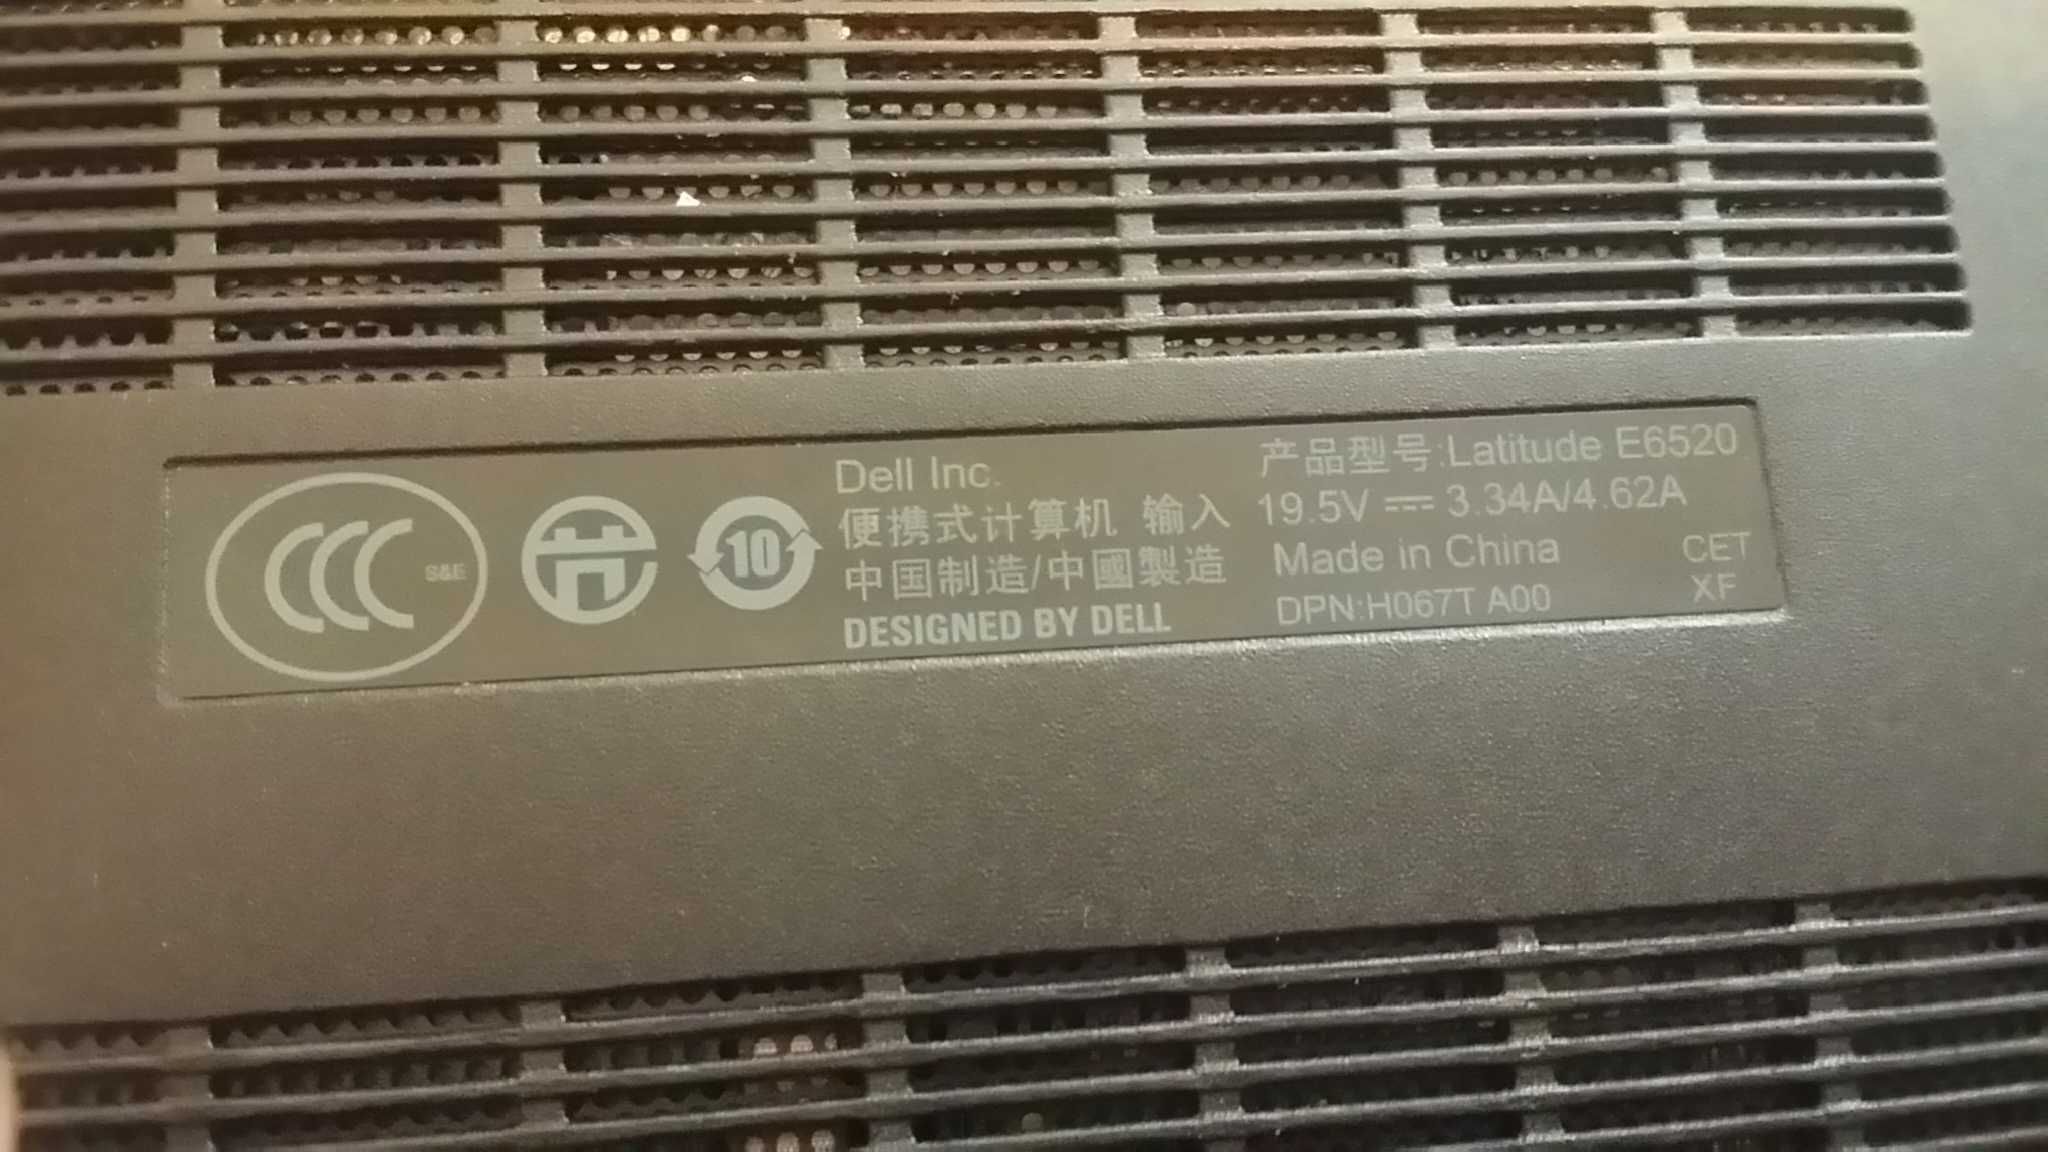 CCC S&E
10
Dell Inc.
便携式计算机 输入
中国制造/中國製造
DESIGNED BY DELL
产品型号:Latitude E6520
19.5V ⎓ 3.34A/4.62A
Made in China
DPN:H067T A00
CET
XF